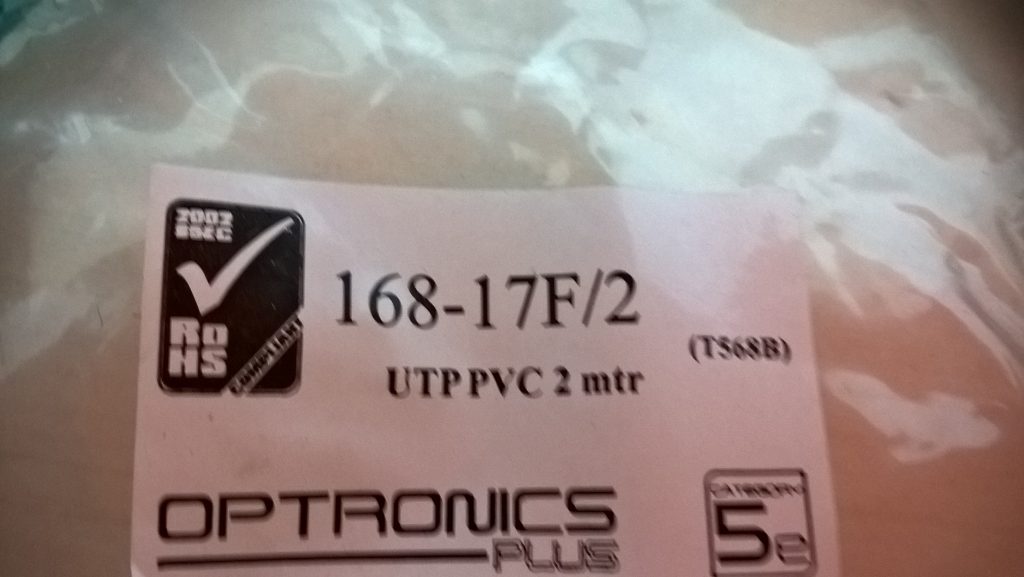 2002
95EC
RoHS
COMPLIANT
168-17F/2
(T568B)
UTP PVC 2 mtr
OPTRONICS
PLUS
CATEGORY
5e